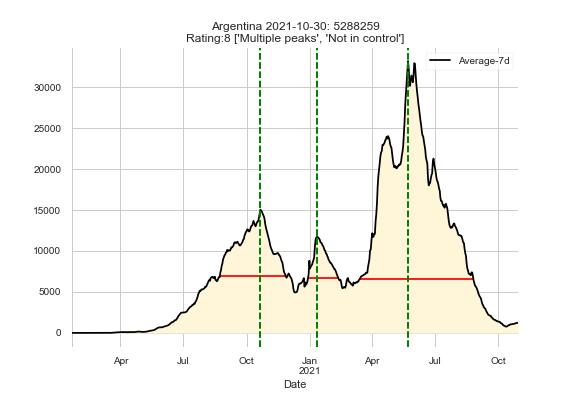 Argentina 2021-10-30: 5288259
Rating:8 ['Multiple peaks', 'Not in control']
Average-7d
30000
25000
20000
15000
10000
5000
0
Apr Jul Oct Jan Apr Jul Oct
2021
Date